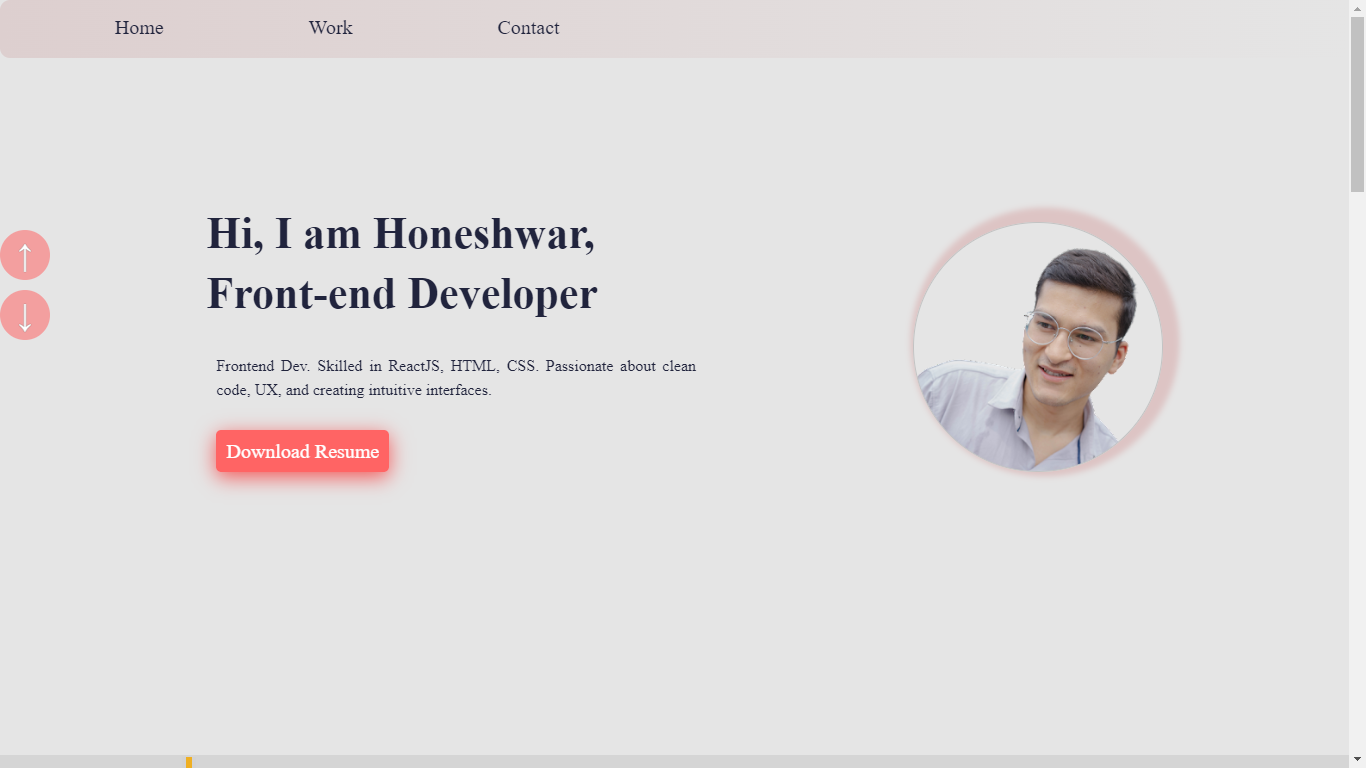 Home Work Contact
Hi, I am Honeshwar,
Front-end Developer
↑
↓
Frontend Dev. Skilled in ReactJS, HTML, CSS. Passionate about clean
code, UX, and creating intuitive interfaces.
Download Resume